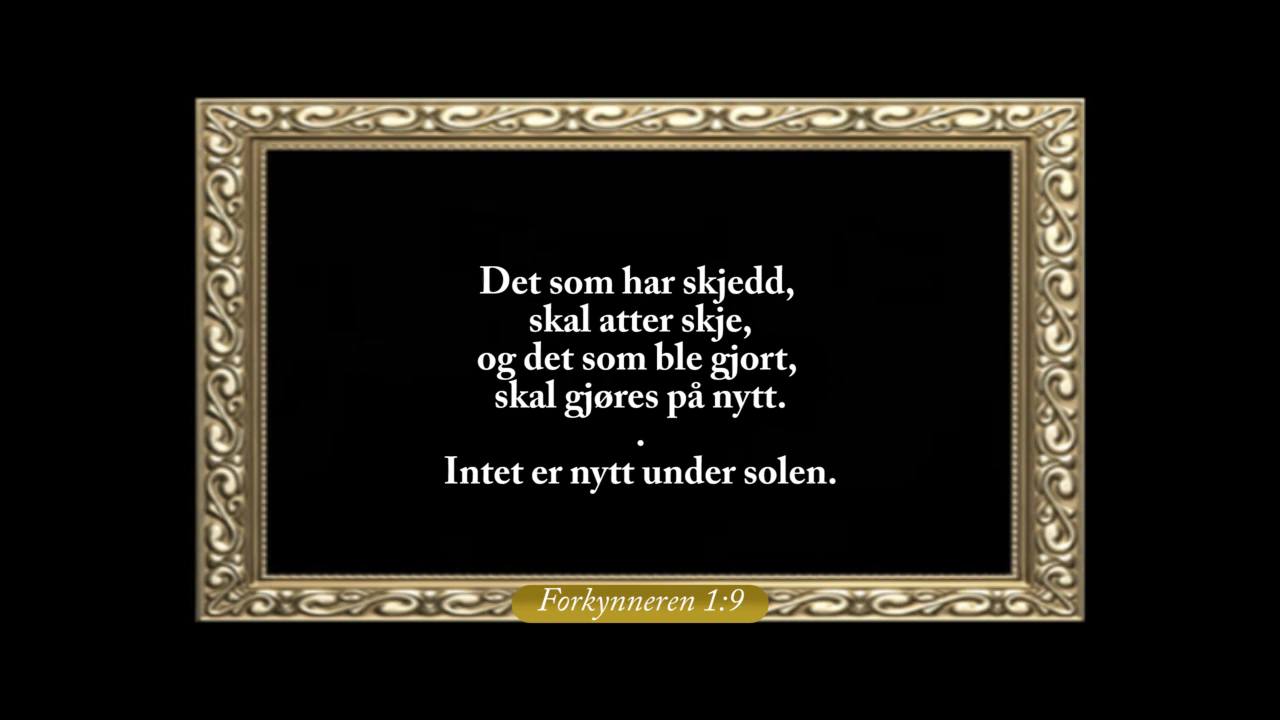 Det som har skjedd,
skal atter skje,
og det som ble gjort,
skal gjøres på nytt.
.
Intet er nytt under solen.
Forkynneren 1:9